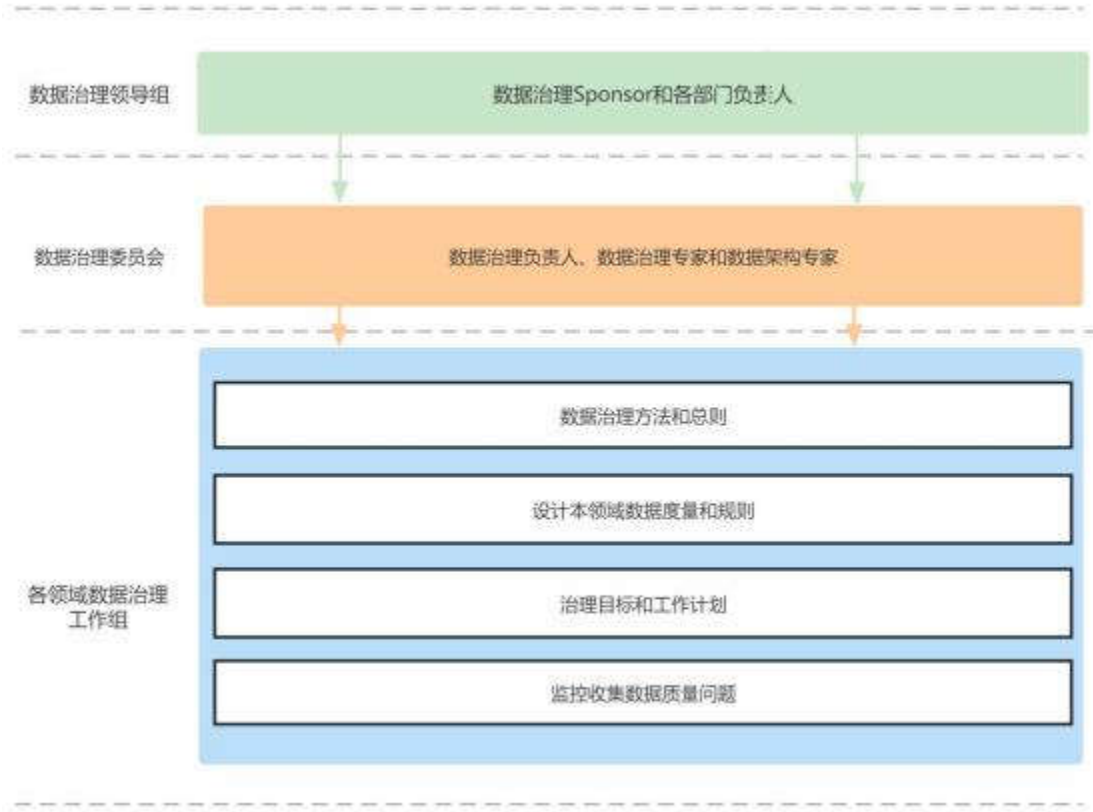 数据治理领导组
数据治理Sponsor和各部门负责人
数据治理委员会
数据治理负责人、数据治理专家和数据架构专家
数据治理方法和总则
设计本领域数据度量和规则
各领域数据治理
工作组
治理目标和工作计划
监控收集数据质量问题